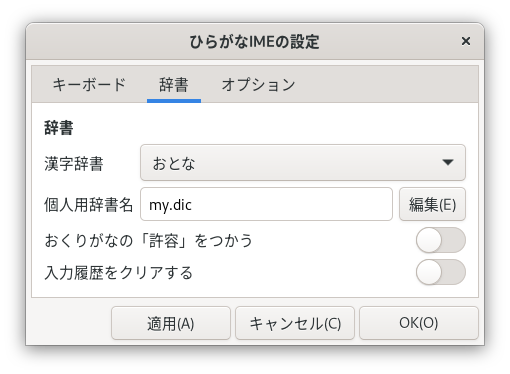 ひらがなIMEの設定
キーボード 辞書 オプション
辞書
漢字辞書 おとな
個人用辞書名 my.dic 編集(E)
おくりがなの「許容」をつかう
入力履歴をクリアする
適用(A) キャンセル(C) OK(O)